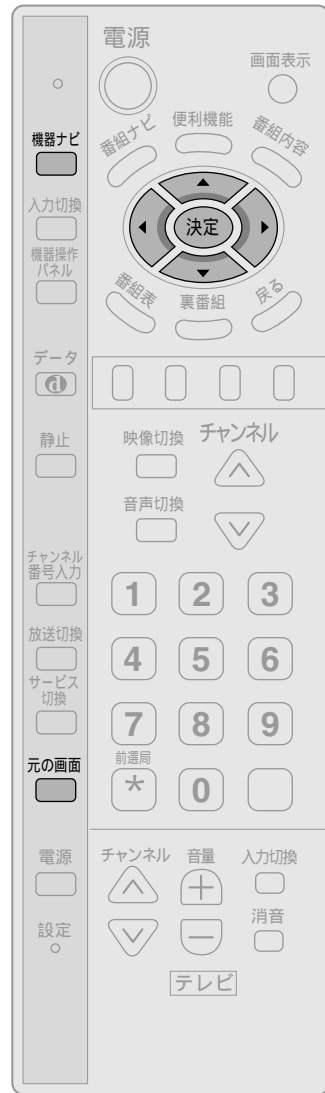 電源
画面表示
機器ナビ
番組ナビ
便利機能
番組内容
入力切換
決定
機器操作
パネル
番組表
裏番組
戻る
データ
d
静止
映像切換
チャンネル
音声切換
チャンネル
番号入力
1 2 3
放送切換
4 5 6
サービス
切換
7 8 9
元の画面
前選局
* 0
電源
チャンネル
音量
入力切換
設定
消音
テレビ